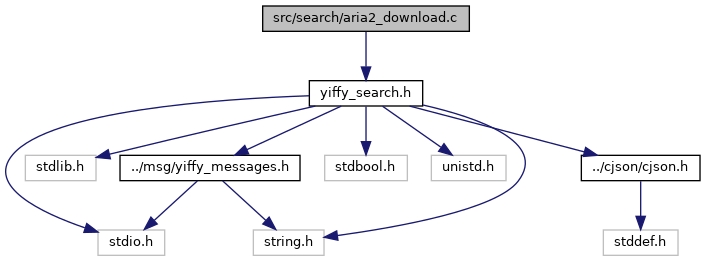 src/search/aria2_download.c
yiffy_search.h
stdlib.h
../msg/yiffy_messages.h
stdbool.h
unistd.h
../cjson/cjson.h
stdio.h
string.h
stddef.h